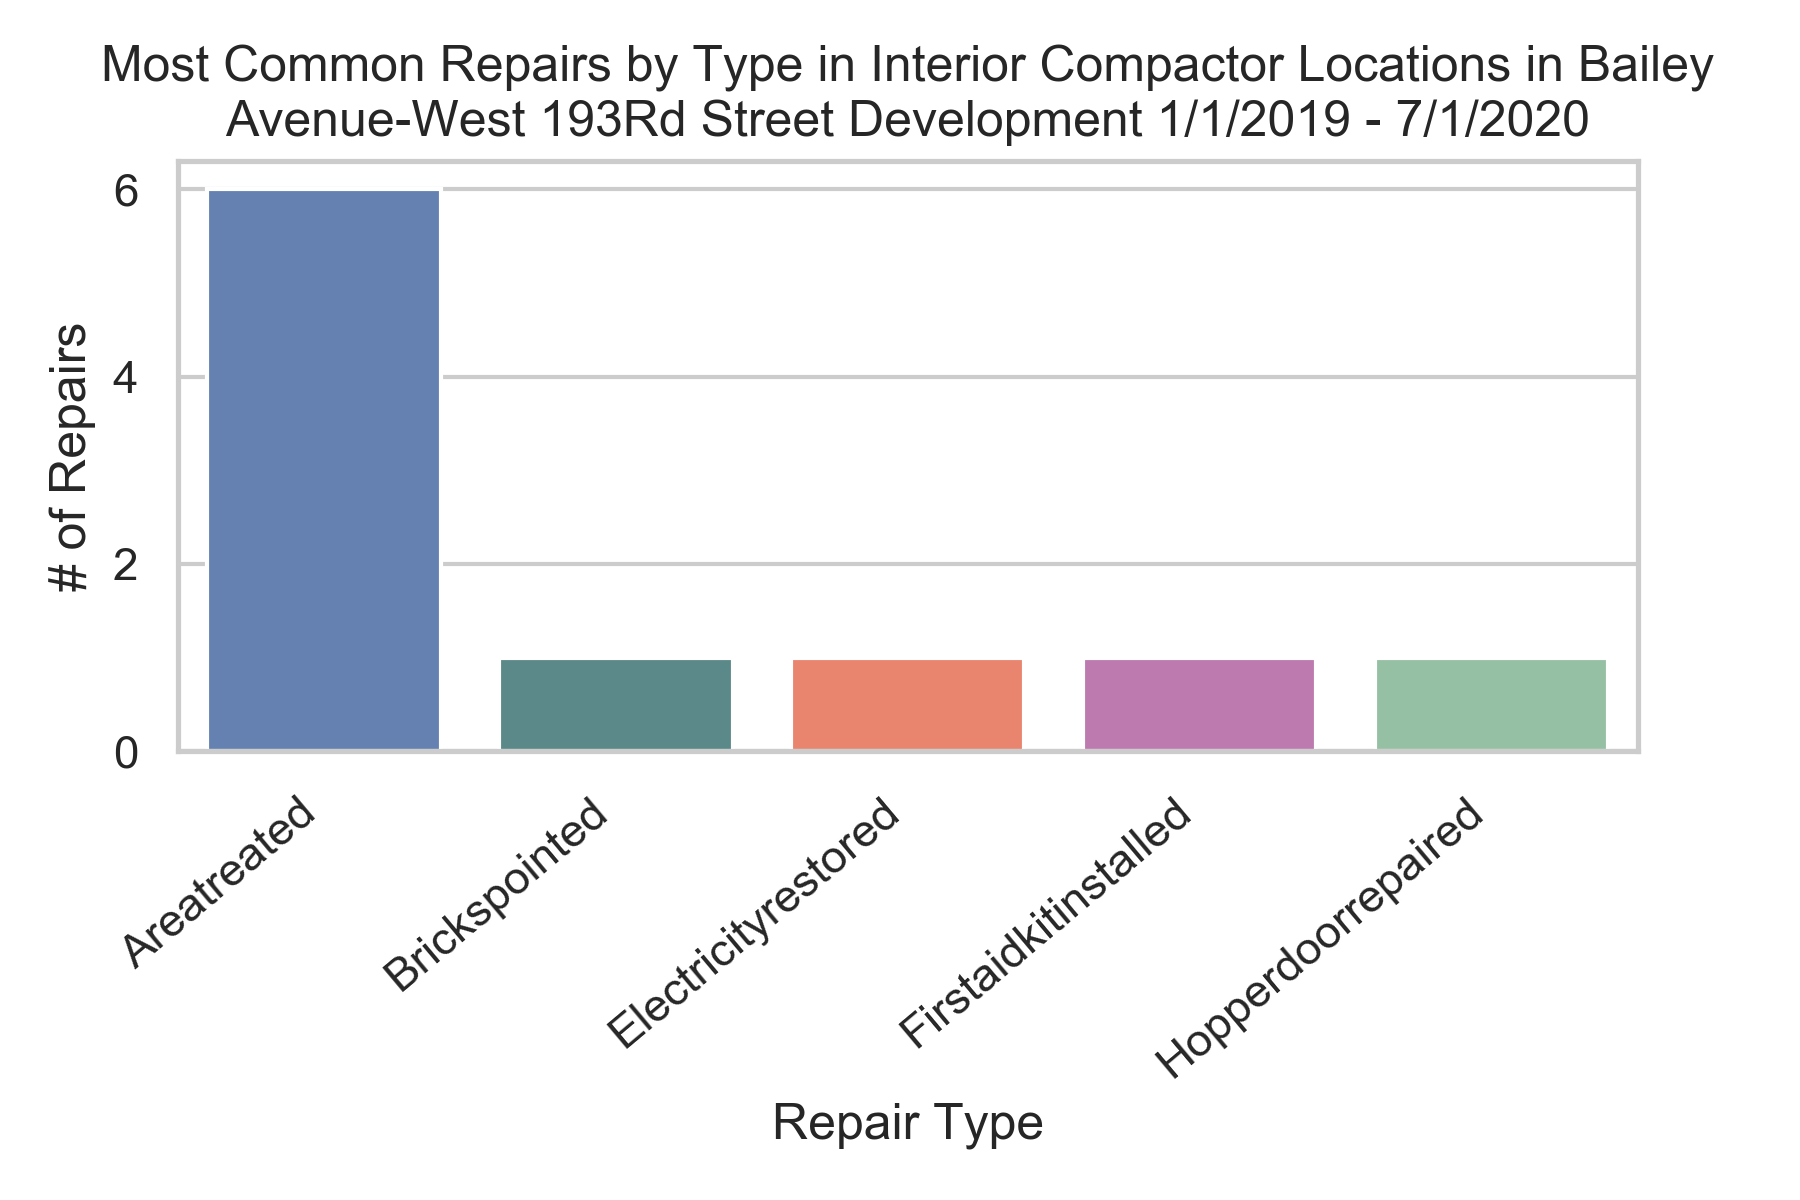 Most Common Repairs by Type in Interior Compactor Locations in Bailey
Avenue-West 193Rd Street Development 1/1/2019 - 7/1/2020
# of Repairs
6
4
2
0
Areatreated
Brickspointed
Electricityrestored
Firstaidkitinstalled
Hopperdoorrepaired
Repair Type